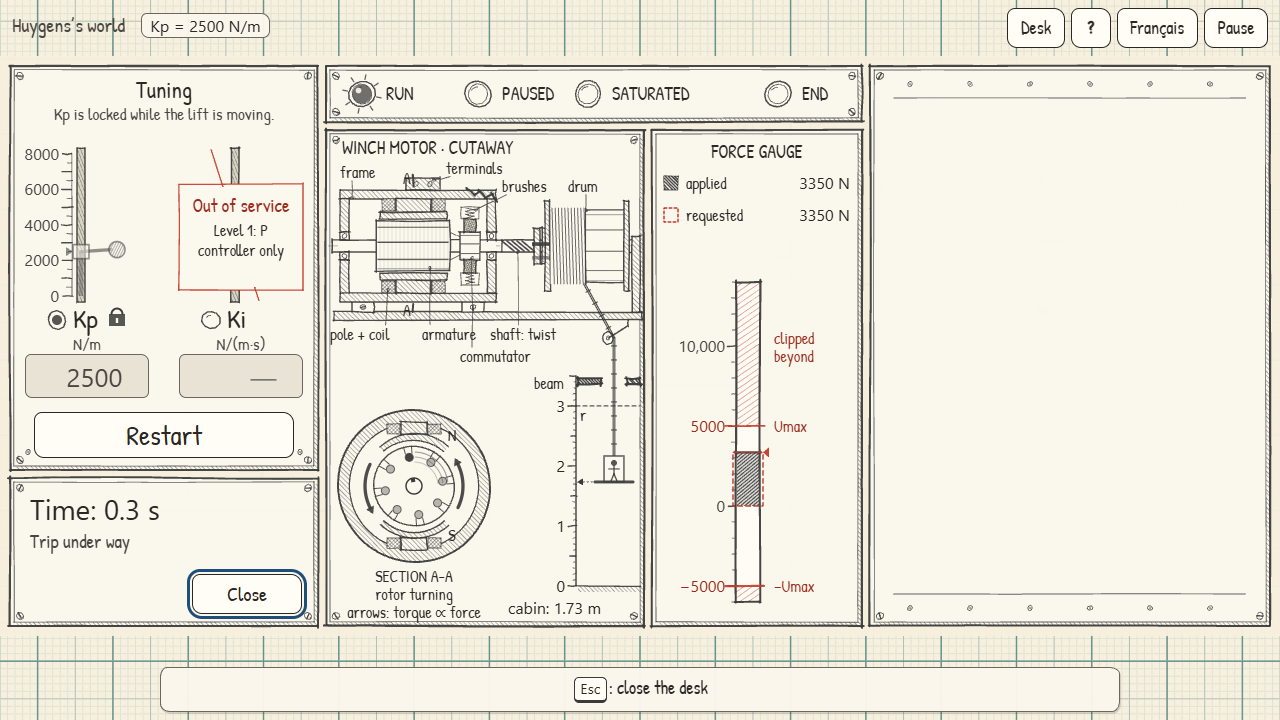 Huygens's world
Kp = 2500 N/m
Desk
?
Français
Pause
Tuning
Kp is locked while the lift is moving.
8000
6000
4000
2000
0
Out of service
Level 1: P
controller only
Kp
N/m
2500
Ki
N/(m·s)
—
Restart
Time: 0.3 s
Trip under way
Close
RUN
PAUSED
SATURATED
END
WINCH MOTOR · CUTAWAY
frame
A
terminals
brushes
drum
A
pole + coil
armature
shaft: twist
commutator
beam
3
r
2
1
0
N
S
SECTION A–A
rotor turning
arrows: torque ∝ force
cabin: 1.73 m
FORCE GAUGE
applied 3350 N
requested 3350 N
10,000
clipped
beyond
5000
Umax
0
−5000
−Umax
Esc : close the desk